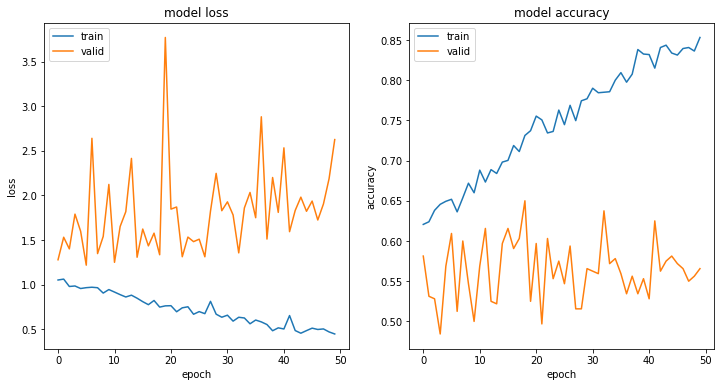 model loss
train
valid
3.5
3.0
2.5
2.0
1.5
1.0
0.5
loss
0 10 20 30 40 50
epoch
model accuracy
train
valid
0.85
0.80
0.75
0.70
0.65
0.60
0.55
0.50
accuracy
0 10 20 30 40 50
epoch